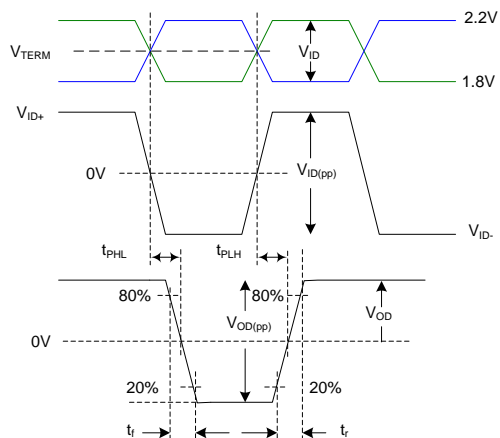 2.2V
VTERM
VID
1.8V
VID+
0V
VID(pp)
VID-
tPHL
tPLH
80%
80%
VOD(pp)
VOD
0V
20%
20%
tf
tr